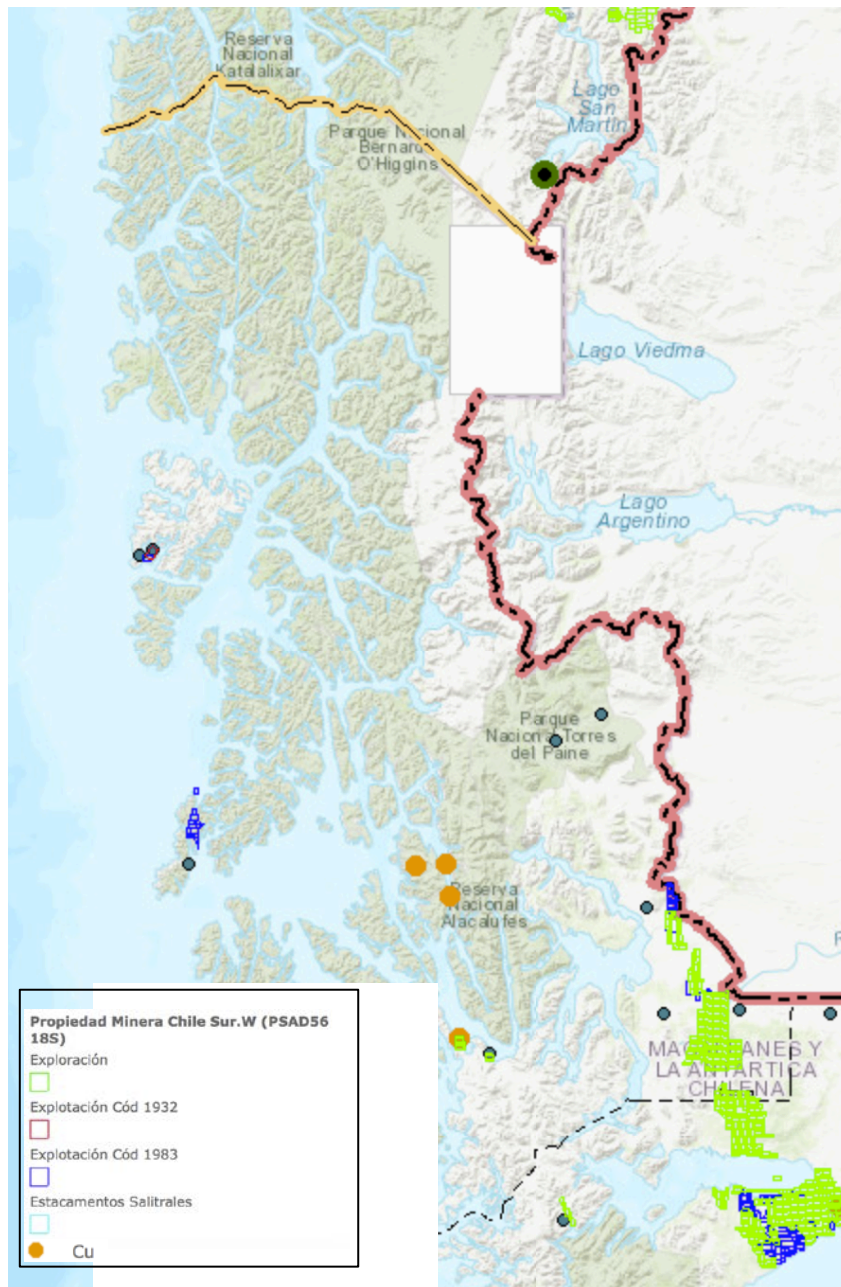 Reserva
Nacional
Katalalixar
Lago
San
Martín
Parque Nacional
Bernardo
O'Higgins
Lago Viedma
Lago
Argentino
Parque
Nacional Torres
del Paine
Reserva
Nacional
Alacalufes
MAGALLANES Y
LA ANTÁRTICA
CHILENA
Propiedad Minera Chile Sur.W (PSAD56
18S)
Exploración
Explotación Cód 1932
Explotación Cód 1983
Estacamentos Salitrales
Cu